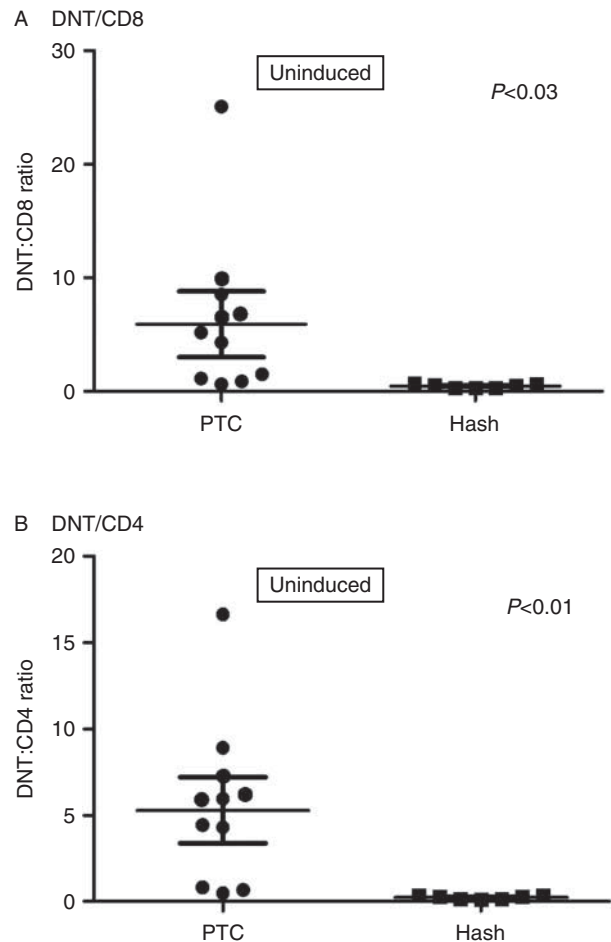 A DNT/CD8
30
Uninduced
P<0.03
20
DNT:CD8 ratio
10
0
PTC Hash
B DNT/CD4
20
Uninduced
P<0.01
15
DNT:CD4 ratio
10
5
0
PTC Hash